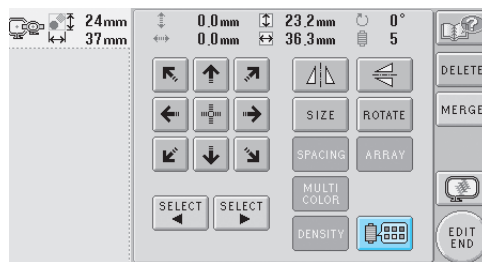 24mm 0.0mm 23.2mm 0°
37mm 0.0mm 36.3mm 5
DELETE
SIZE ROTATE MERGE
SPACING ARRAY
MULTI
COLOR
SELECT SELECT
DENSITY EDIT
END